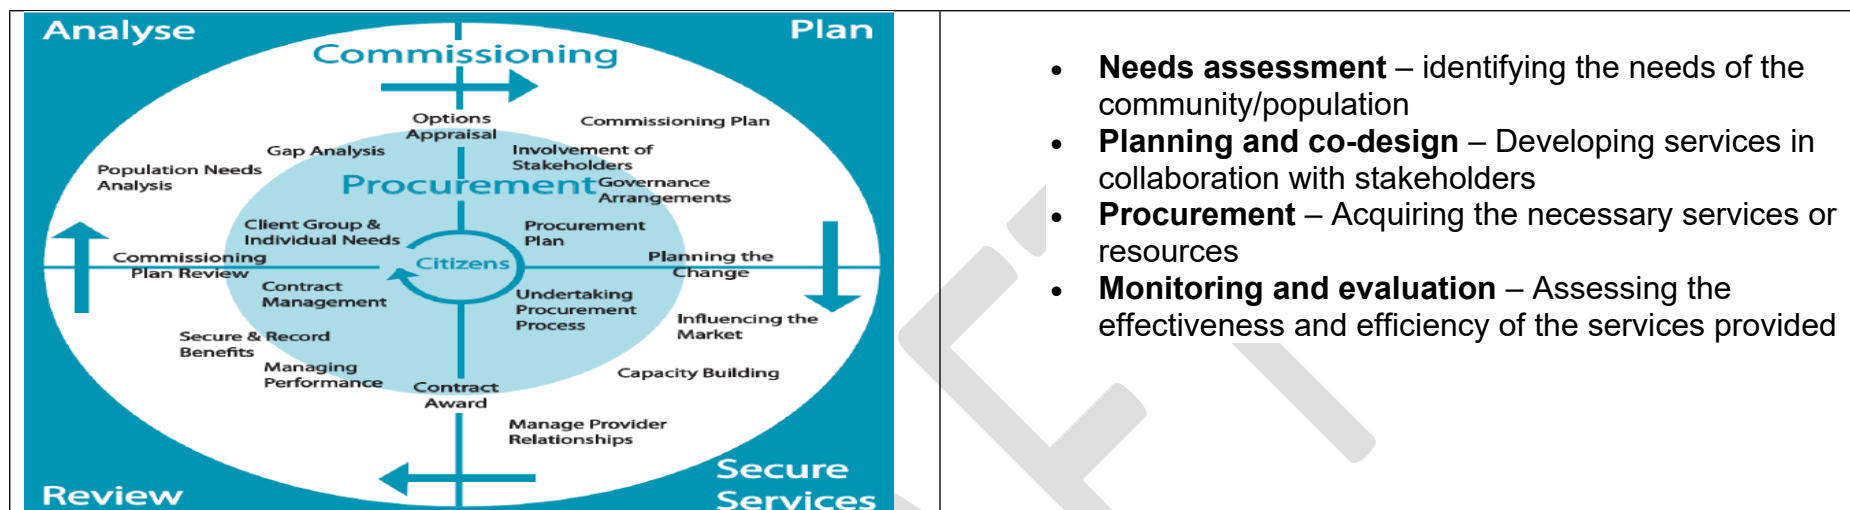 Analyse
Plan
Commissioning
Options
Appraisal
Commissioning Plan
Gap Analysis
Involvement of
Stakeholders
Population Needs
Analysis
Procurement
Governance
Arrangements
Client Group &
Individual Needs
Procurement
Plan
Commissioning
Plan Review
Citizens
Planning the
Change
Contract
Management
Undertaking
Procurement
Process
Influencing the
Market
Secure & Record
Benefits
Managing
Performance
Capacity Building
Contract
Award
Manage Provider
Relationships
Review
Secure
Services
• Needs assessment – identifying the needs of the
community/population
• Planning and co-design – Developing services in
collaboration with stakeholders
• Procurement – Acquiring the necessary services or
resources
• Monitoring and evaluation – Assessing the
effectiveness and efficiency of the services provided